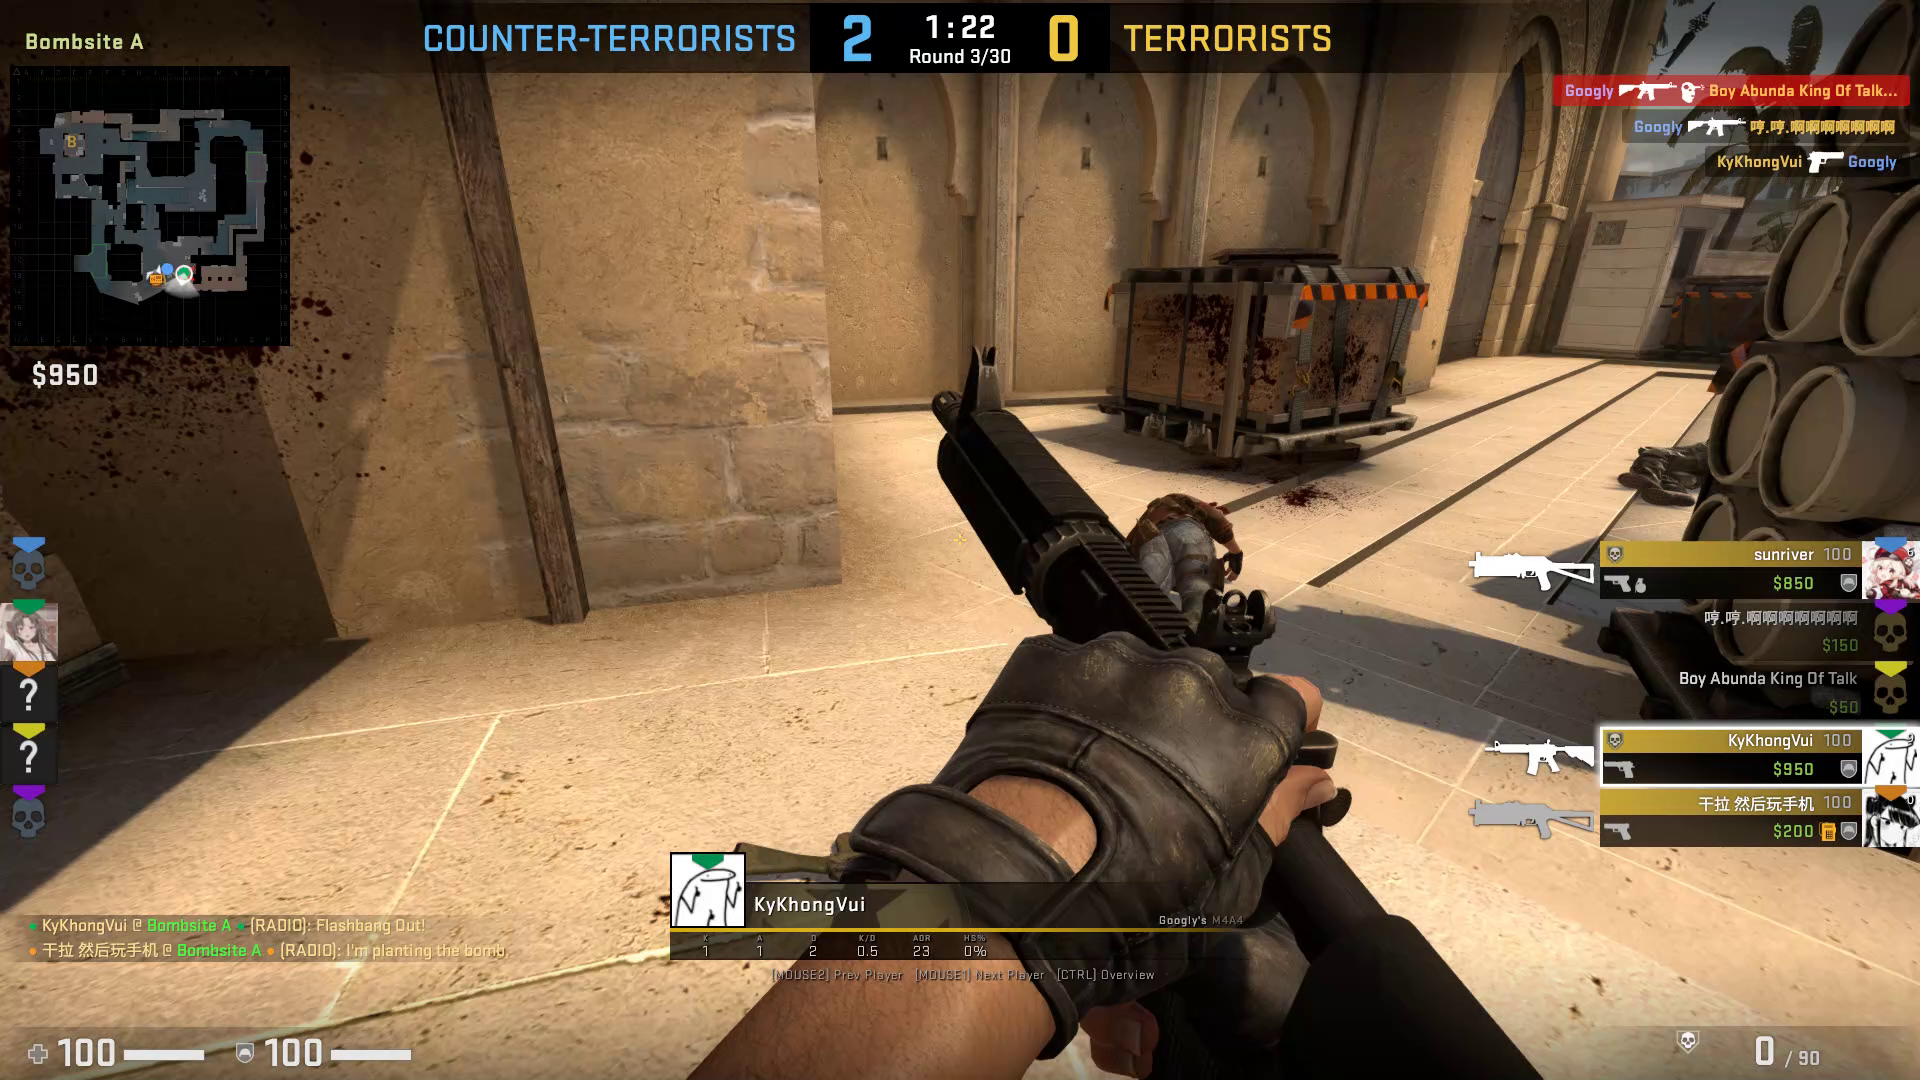 Bombsite A
COUNTER-TERRORISTS 2 1:22 0 TERRORISTS
Round 3/30
Googly Boy Abunda King Of Talk...
Googly 哼.哼.啊啊啊啊啊啊啊
KyKhongVui Googly
B
$950
sunriver 100
$850
哼.哼.啊啊啊啊啊啊啊
$150
Boy Abunda King Of Talk
$50
KyKhongVui 100
$950
干拉 然后玩手机 100
$200
?
?
KyKhongVui
Googly's M4A4
K A D K/D ADR HS%
1 1 2 0.5 23 0%
[MOUSE2] Prev Player [MOUSE1] Next Player [CTRL] Overview
KyKhongVui @ Bombsite A • (RADIO): Flashbang Out!
干拉 然后玩手机 @ Bombsite A • (RADIO): I'm planting the bomb.
100 100
0 / 90